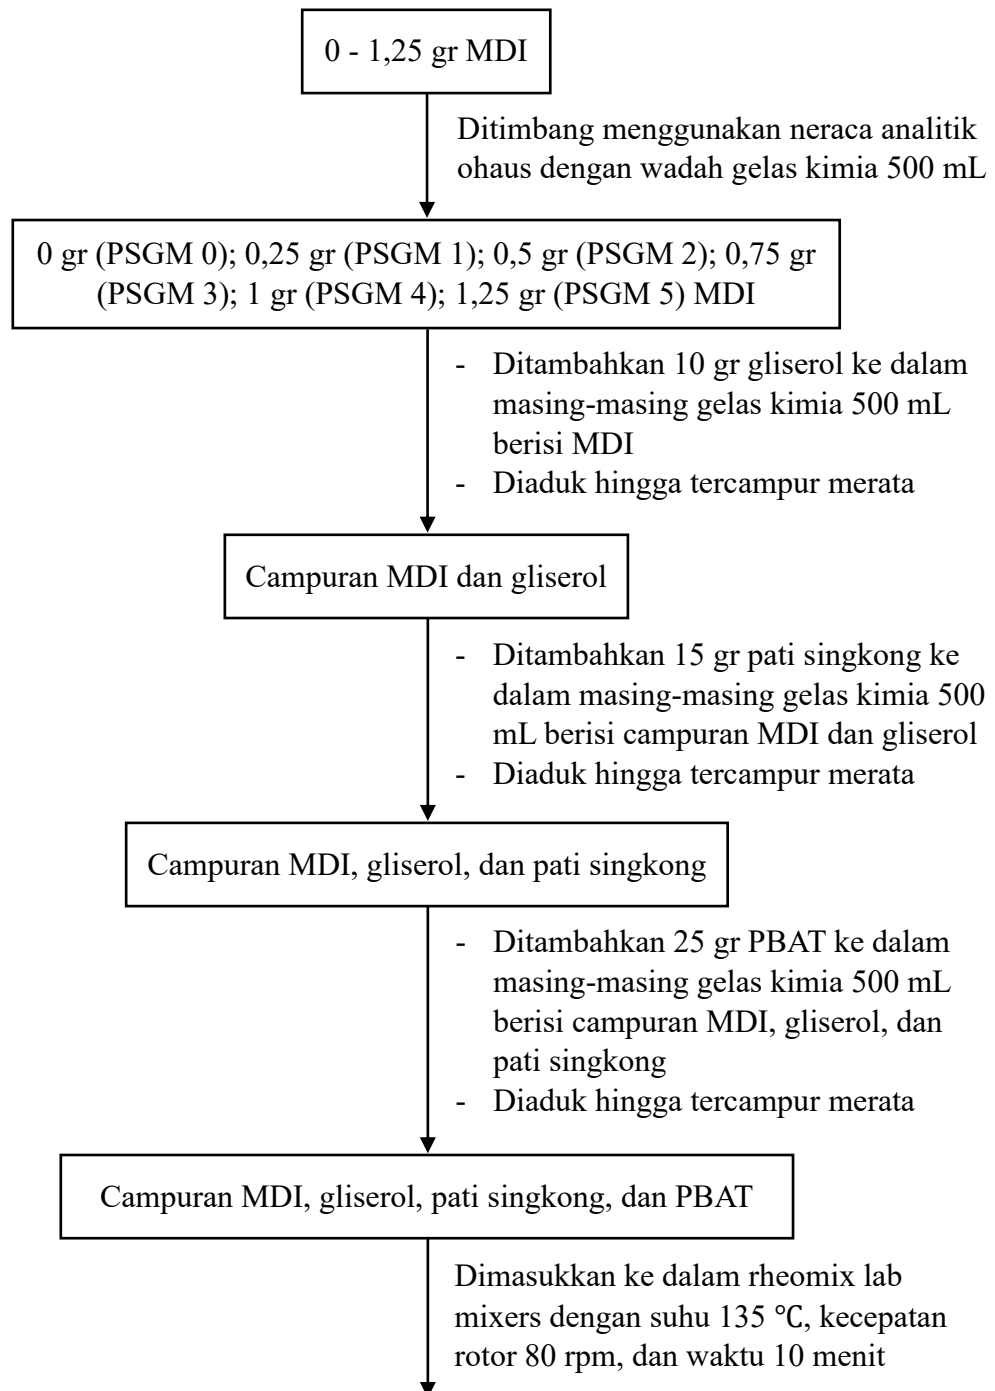 0 - 1,25 gr MDI
Ditimbang menggunakan neraca analitik
ohaus dengan wadah gelas kimia 500 mL
0 gr (PSGM 0); 0,25 gr (PSGM 1); 0,5 gr (PSGM 2); 0,75 gr
(PSGM 3); 1 gr (PSGM 4); 1,25 gr (PSGM 5) MDI
- Ditambahkan 10 gr gliserol ke dalam
masing-masing gelas kimia 500 mL
berisi MDI
- Diaduk hingga tercampur merata
Campuran MDI dan gliserol
- Ditambahkan 15 gr pati singkong ke
dalam masing-masing gelas kimia 500
mL berisi campuran MDI dan gliserol
- Diaduk hingga tercampur merata
Campuran MDI, gliserol, dan pati singkong
- Ditambahkan 25 gr PBAT ke dalam
masing-masing gelas kimia 500 mL
berisi campuran MDI, gliserol, dan
pati singkong
- Diaduk hingga tercampur merata
Campuran MDI, gliserol, pati singkong, dan PBAT
Dimasukkan ke dalam rheomix lab
mixers dengan suhu 135 ℃, kecepatan
rotor 80 rpm, dan waktu 10 menit